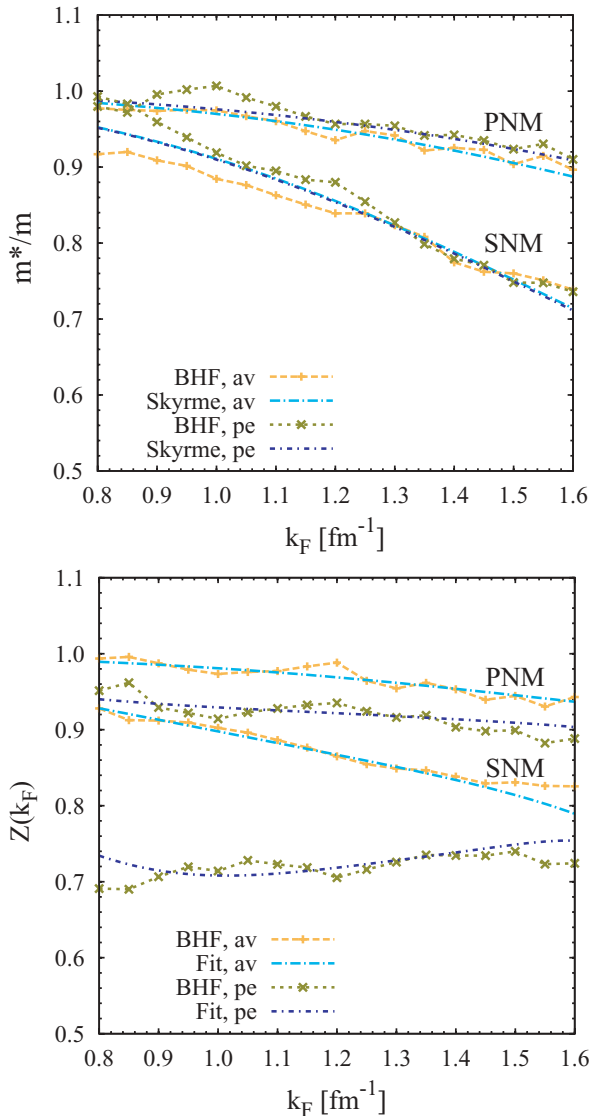 1.1
1.0
0.9
0.8
0.7
0.6
0.5
m*/m
PNM
SNM
BHF, av
Skyrme, av
BHF, pe
Skyrme, pe
0.8 0.9 1.0 1.1 1.2 1.3 1.4 1.5 1.6
k_F [fm^-1]
1.1
1.0
0.9
0.8
0.7
0.6
0.5
Z(k_F)
PNM
SNM
BHF, av
Fit, av
BHF, pe
Fit, pe
0.8 0.9 1.0 1.1 1.2 1.3 1.4 1.5 1.6
k_F [fm^-1]